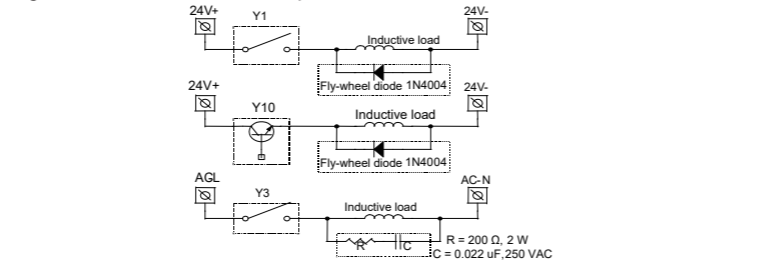 24V+ Y1 24V-
Inductive load
Fly-wheel diode 1N4004
24V+ Y10 24V-
Inductive load
Fly-wheel diode 1N4004
AGL Y3 AC-N
Inductive load
R C R = 200 Ω, 2 W
C = 0.022 uF,250 VAC